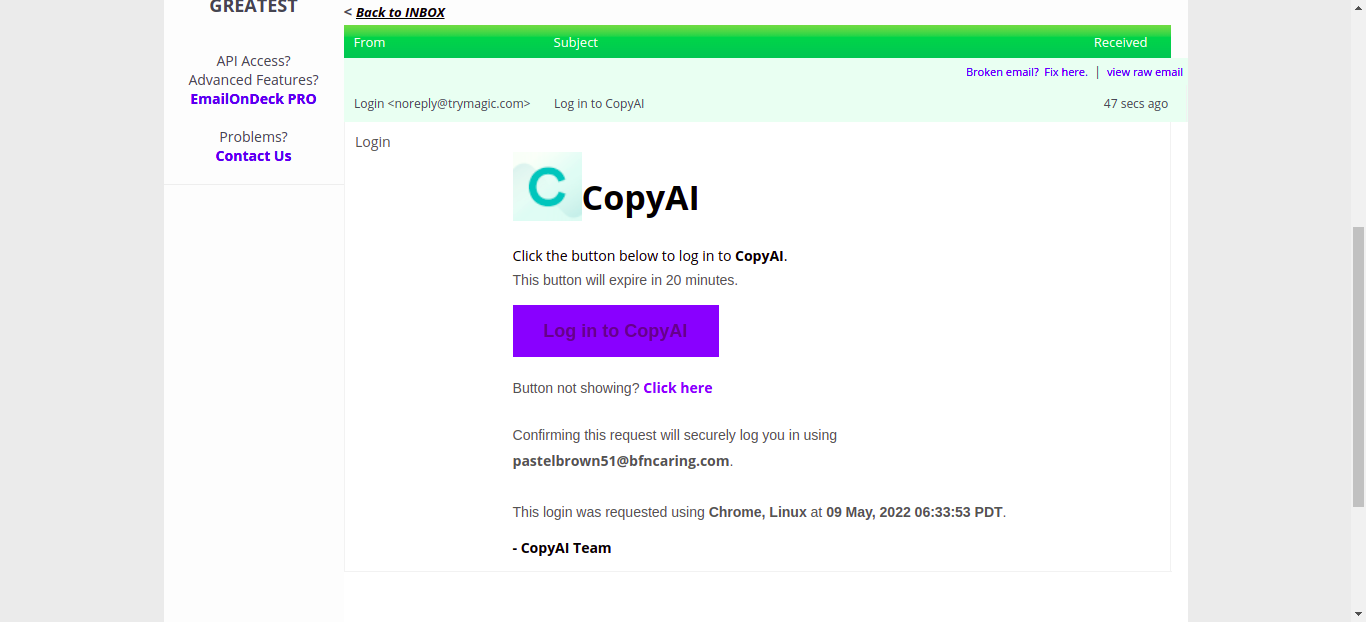 GREATEST
API Access?
Advanced Features?
EmailOnDeck PRO
Problems?
Contact Us
< Back to INBOX
From Subject Received
Broken email? Fix here. | view raw email
Login <noreply@trymagic.com> Log in to CopyAI 47 secs ago
Login
C CopyAI
Click the button below to log in to CopyAI.
This button will expire in 20 minutes.
Log in to CopyAI
Button not showing? Click here
Confirming this request will securely log you in using
pastelbrown51@bfncaring.com.
This login was requested using Chrome, Linux at 09 May, 2022 06:33:53 PDT.
- CopyAI Team